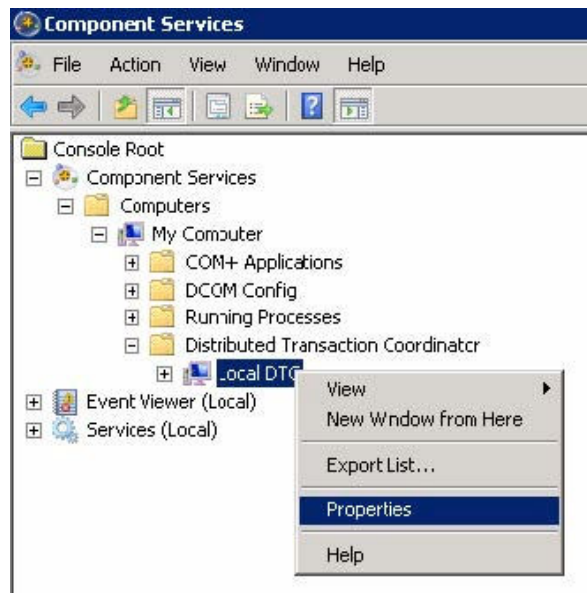 Component Services
File Action View Window Help
Console Root
Component Services
Computers
My Computer
COM+ Applications
DCOM Config
Running Processes
Distributed Transaction Coordinator
Local DTC
Event Viewer (Local)
Services (Local)
View
New Window from Here
Export List...
Properties
Help